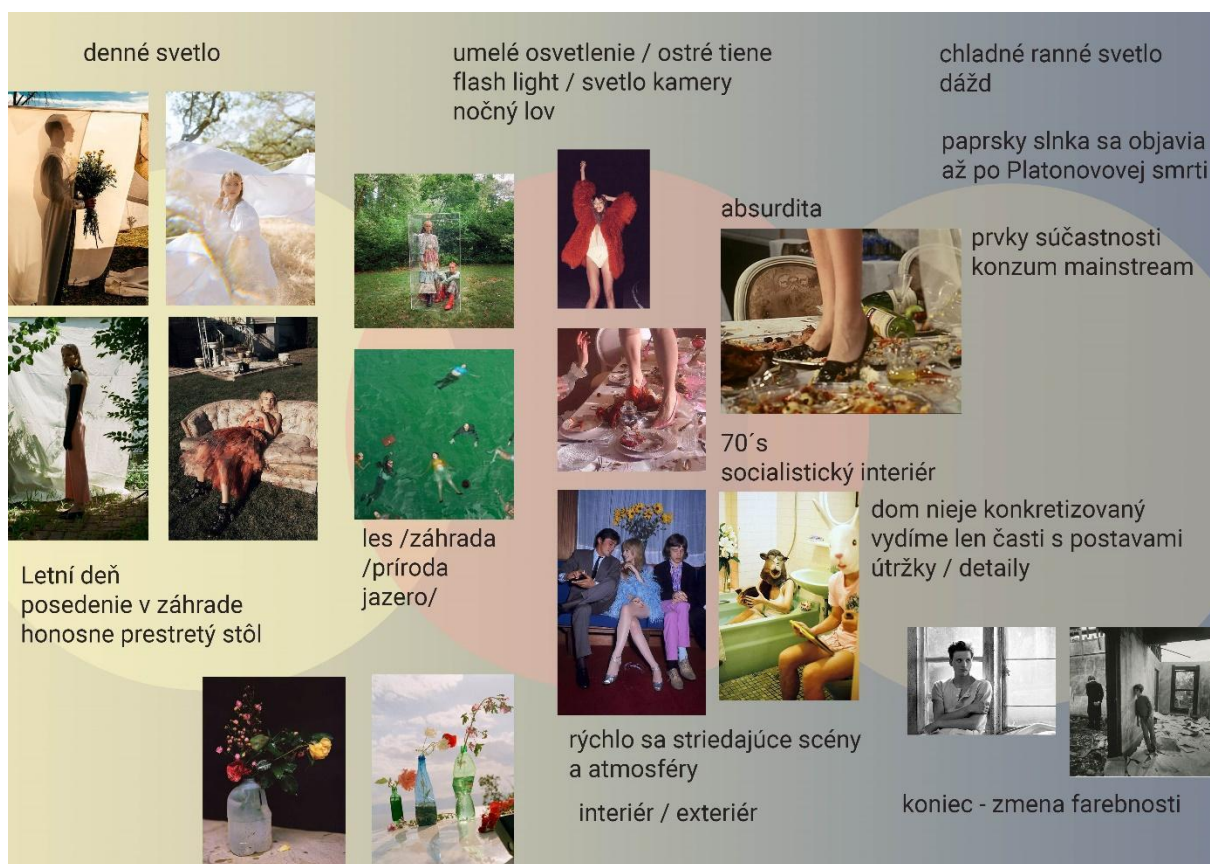 denné svetlo
umelé osvetlenie / ostré tiene
flash light / svetlo kamery
nočný lov
chladné ranné svetlo
dážd
paprsky slnka sa objavia
až po Platonovovej smrti
absurdita
prvky súčastnosti
konzum mainstream
70´s
socialistický interiér
dom nieje konkretizovaný
vydíme len časti s postavami
útržky / detaily
les /záhrada
/príroda
jazero/
Letní deň
posedenie v záhrade
honosne prestretý stôl
rýchlo sa striedajúce scény
a atmosféry
interiér / exteriér
koniec - zmena farebnosti